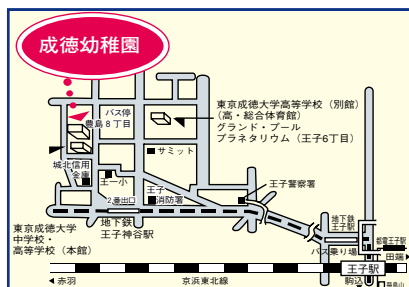 成徳幼稚園
バス停
豊島8丁目
東京成徳大学高等学校（別館）
（高・総合体育館）
グランド・プール
プラネタリウム（王子6丁目）
サミット
城北信用
金庫
王一小
王子
消防署
王子警察署
2番出口
地下鉄
王子神谷駅
東京成徳大学
中学校・
高等学校（本館）
地下鉄
王子駅
都電王子駅
バス乗り場
田端
王子駅
赤羽
京浜東北線
駒込
飛鳥山